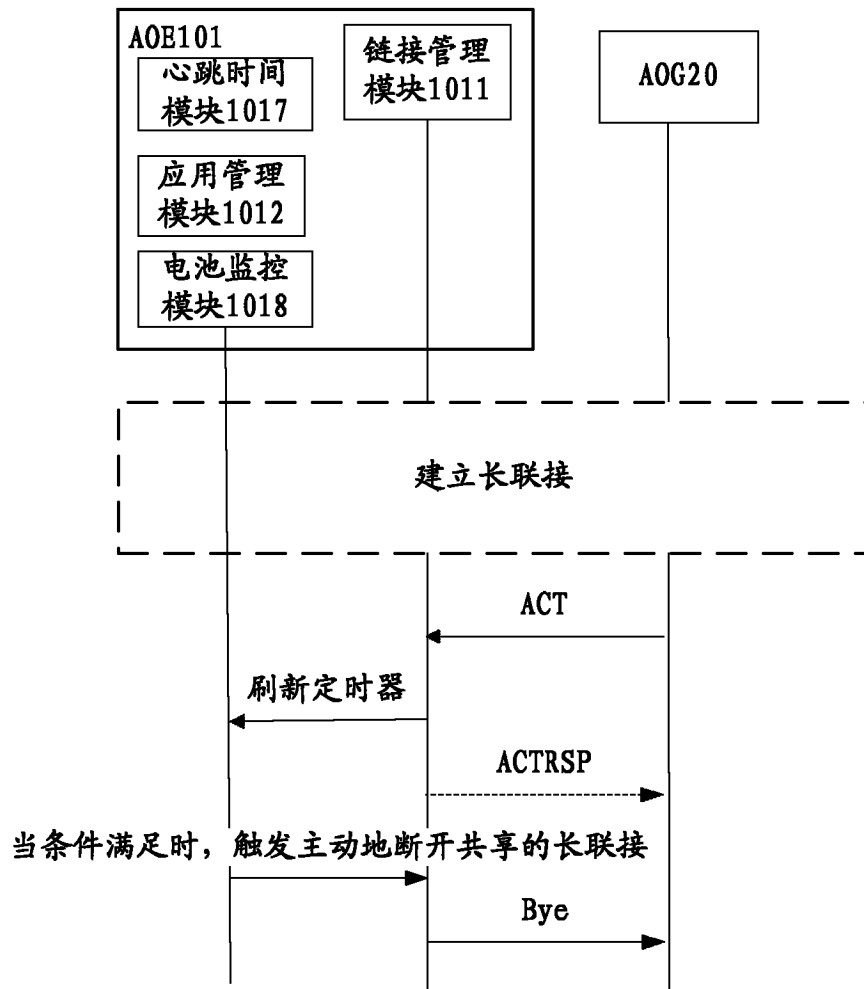 AOE101
心跳时间
模块1017
链接管理
模块1011
AOG20
应用管理
模块1012
电池监控
模块1018
建立长联接
ACT
刷新定时器
ACTRSP
当条件满足时，触发主动地断开共享的长联接
Bye